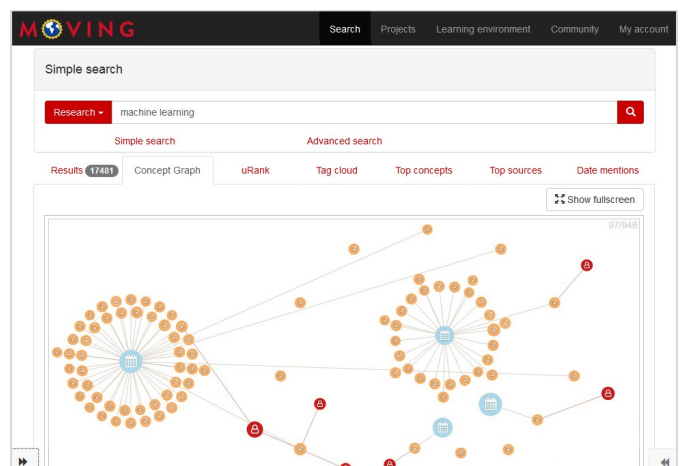 MOVING
Search Projects Learning environment Community My account
Simple search
Research machine learning
Simple search Advanced search
Results 17481 Concept Graph uRank Tag cloud Top concepts Top sources Date mentions
Show fullscreen
97/946